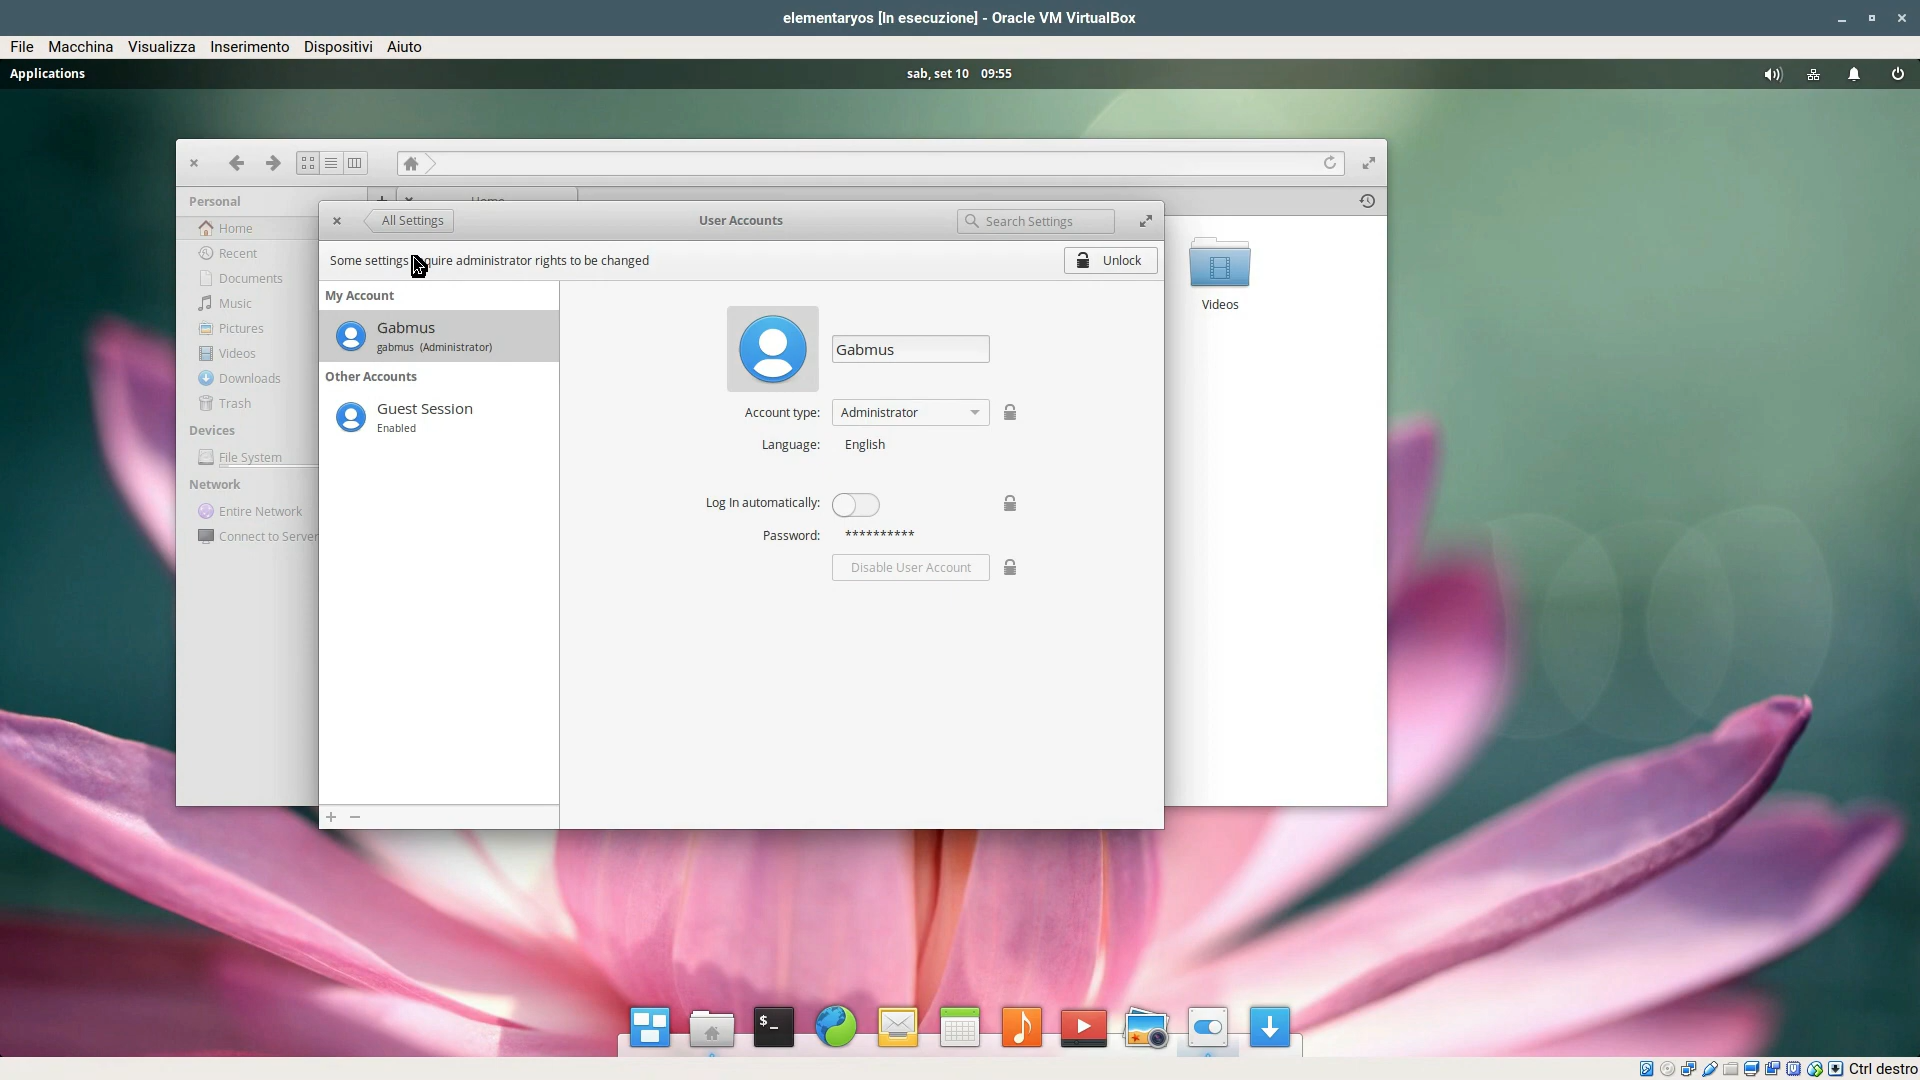 elementaryos [In esecuzione] - Oracle VM VirtualBox
File Macchina Visualizza Inserimento Dispositivi Aiuto
Applications
sab, set 10 09:55
Personal
Home
Home
Recent
Documents
Music
Pictures
Videos
Downloads
Trash
Devices
File System
Network
Entire Network
Connect to Server
Videos
All Settings
User Accounts
Search Settings
Some settings require administrator rights to be changed
Unlock
My Account
Gabmus
gabmus (Administrator)
Other Accounts
Guest Session
Enabled
Gabmus
Account type: Administrator
Language: English
Log In automatically:
Password: **********
Disable User Account
$_
Ctrl destro